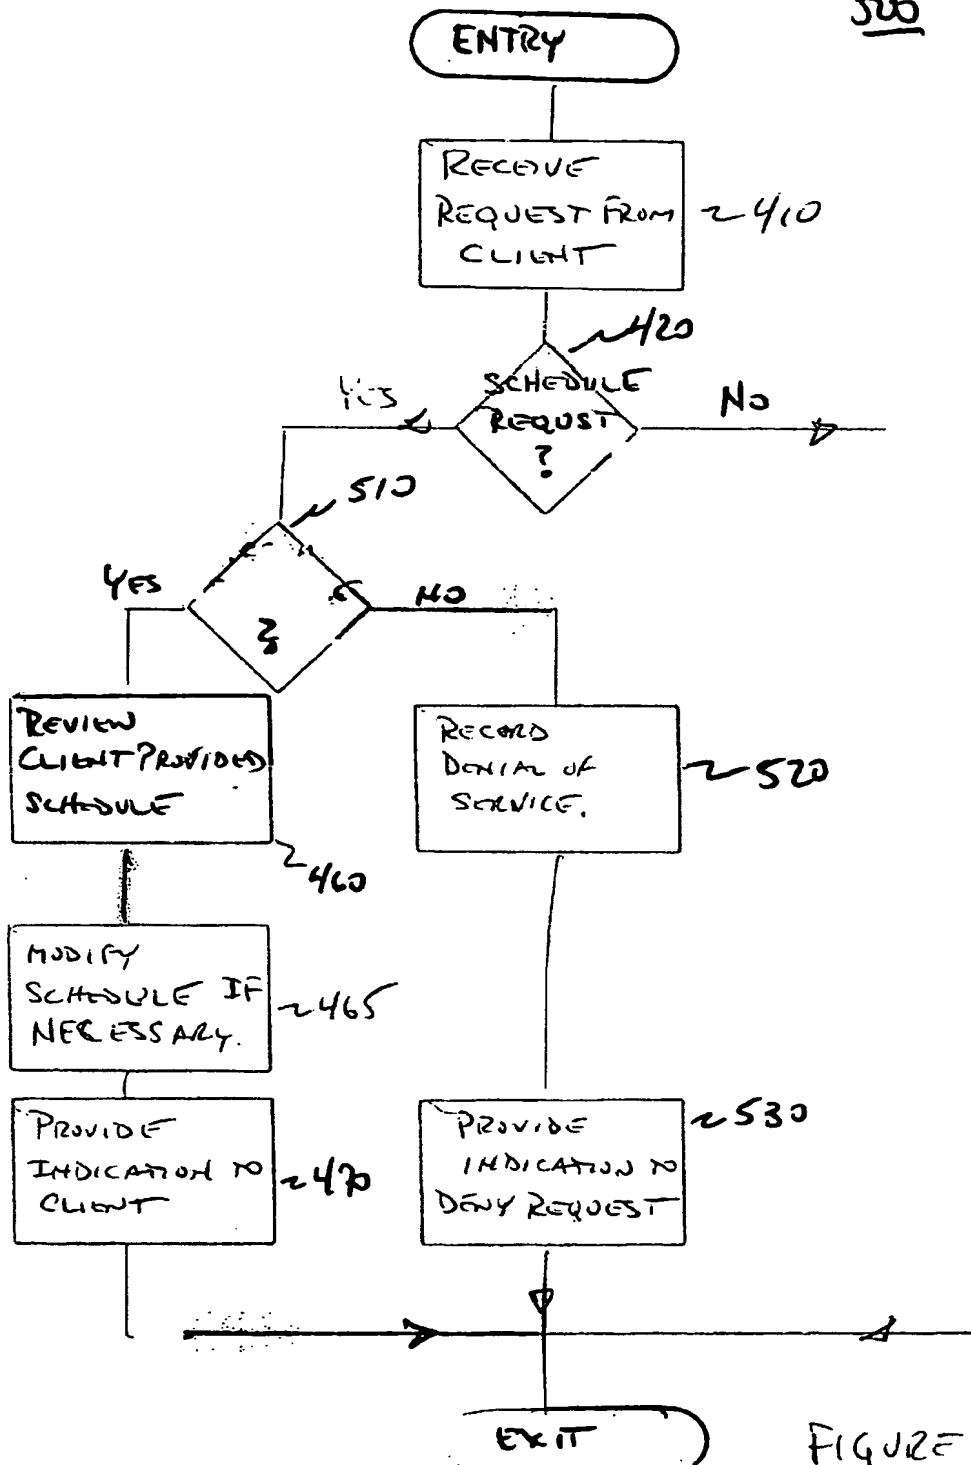 500
ENTRY
RECEIVE
REQUEST FROM
CLIENT
410
420
YES
SCHEDULE
REQUST
?
NO
510
YES
?
NO
REVIEW
CLIENT PROVIDED
SCHEDULE
460
RECORD
DENIAL OF
SERVICE.
520
MODIFY
SCHEDULE IF
NECESSARY.
465
PROVIDE
INDICATION TO
CLIENT
470
PROVIDE
INDICATION TO
DENY REQUEST
530
EXIT
FIGURE